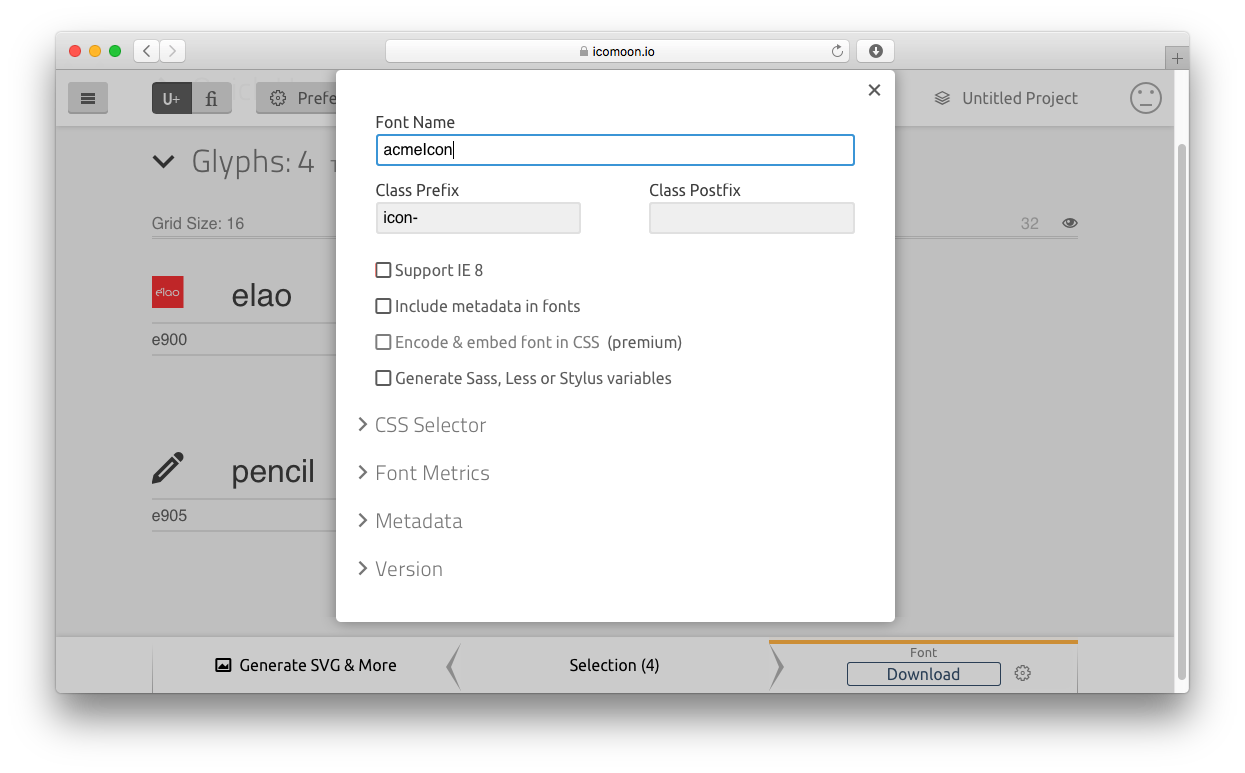 icomoon.io
U+
fi
Prefe
Untitled Project
Glyphs: 4
Grid Size: 16
32
elao
elao
e900
pencil
e905
Font Name
acmeIcon
Class Prefix
Class Postfix
icon-
Support IE 8
Include metadata in fonts
Encode & embed font in CSS (premium)
Generate Sass, Less or Stylus variables
CSS Selector
Font Metrics
Metadata
Version
Generate SVG & More
Selection (4)
Font
Download